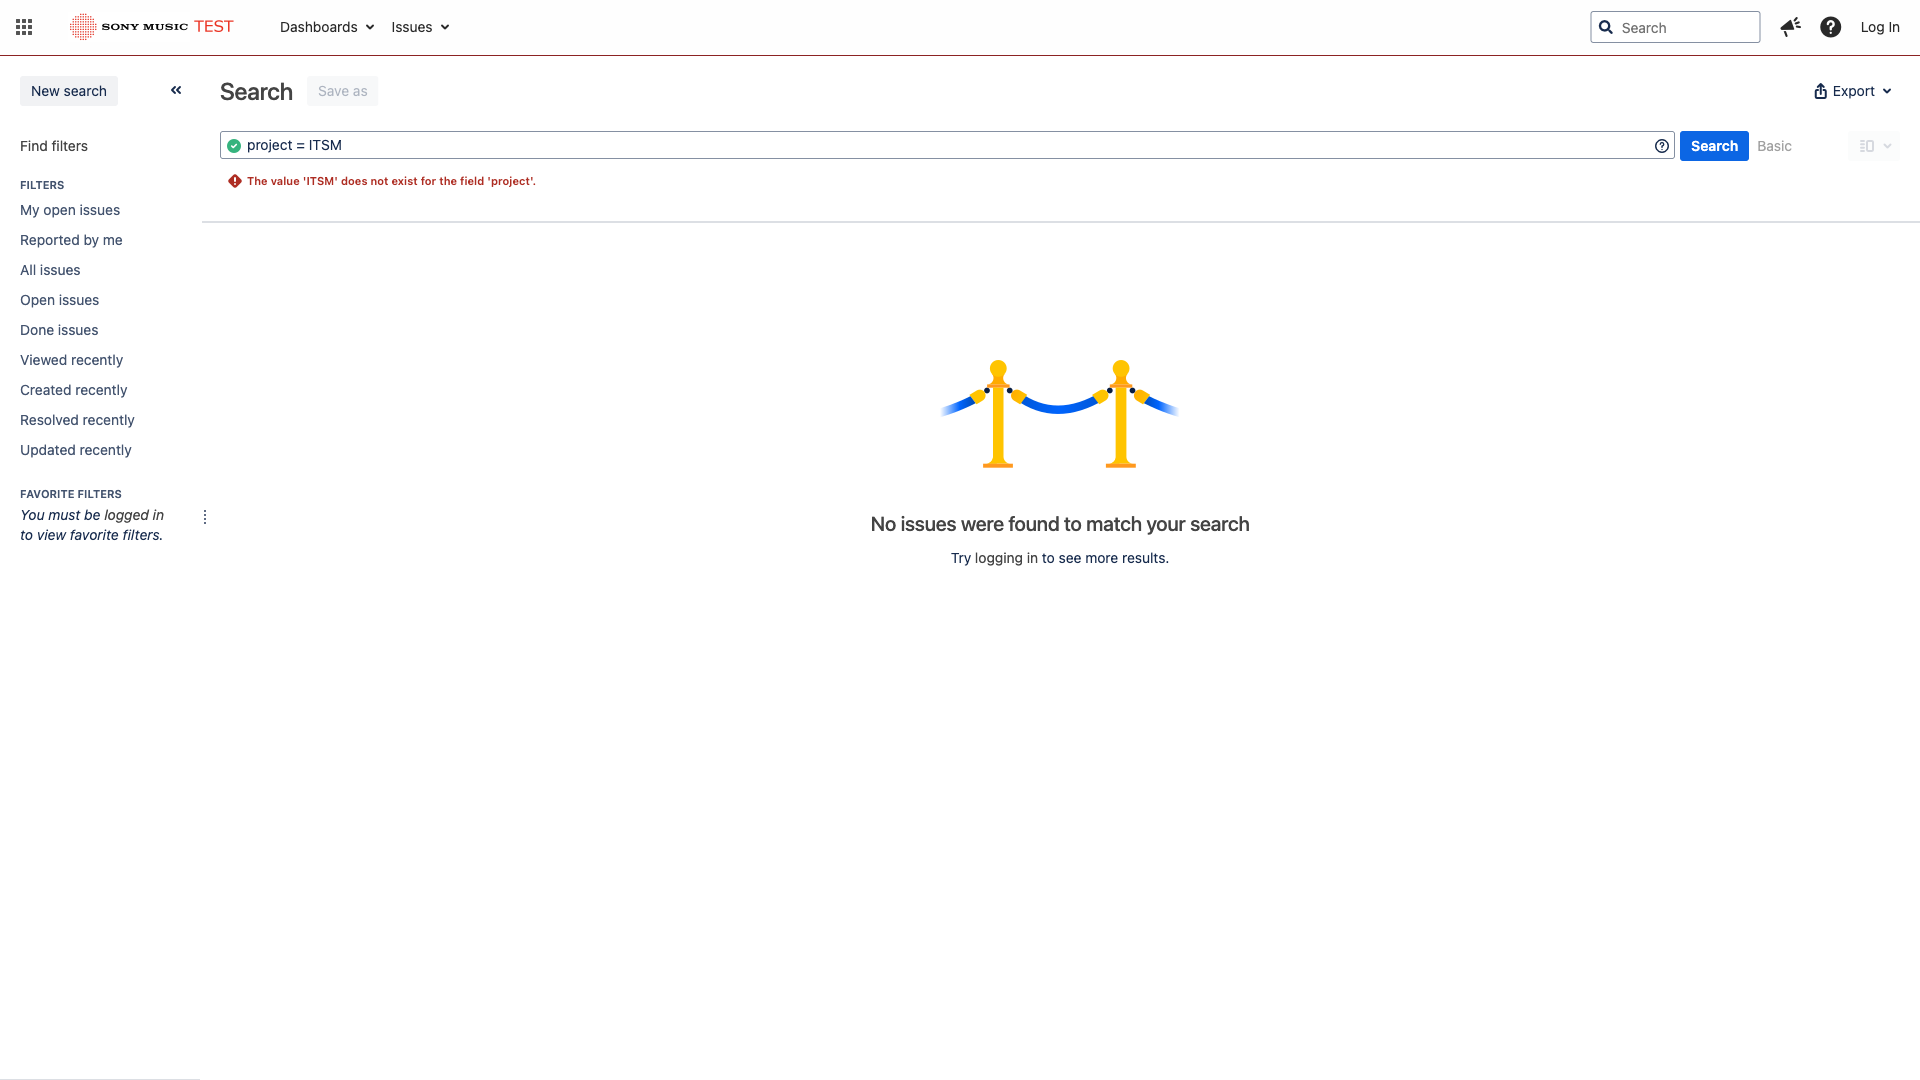 SONY MUSIC TEST
Dashboards
Issues
Search
Log In
New search
Search
Save as
Export
Find filters
project = ITSM
Search
Basic
The value 'ITSM' does not exist for the field 'project'.
FILTERS
My open issues
Reported by me
All issues
Open issues
Done issues
Viewed recently
Created recently
Resolved recently
Updated recently
FAVORITE FILTERS
You must be logged in
to view favorite filters.
No issues were found to match your search
Try logging in to see more results.